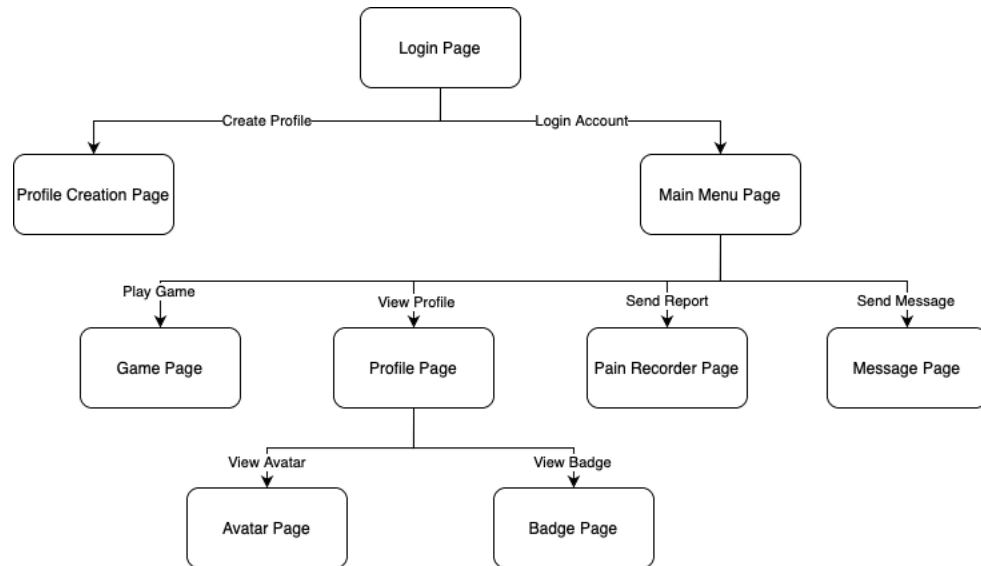 Login Page
Create Profile
Login Account
Profile Creation Page
Main Menu Page
Play Game
View Profile
Send Report
Send Message
Game Page
Profile Page
Pain Recorder Page
Message Page
View Avatar
View Badge
Avatar Page
Badge Page